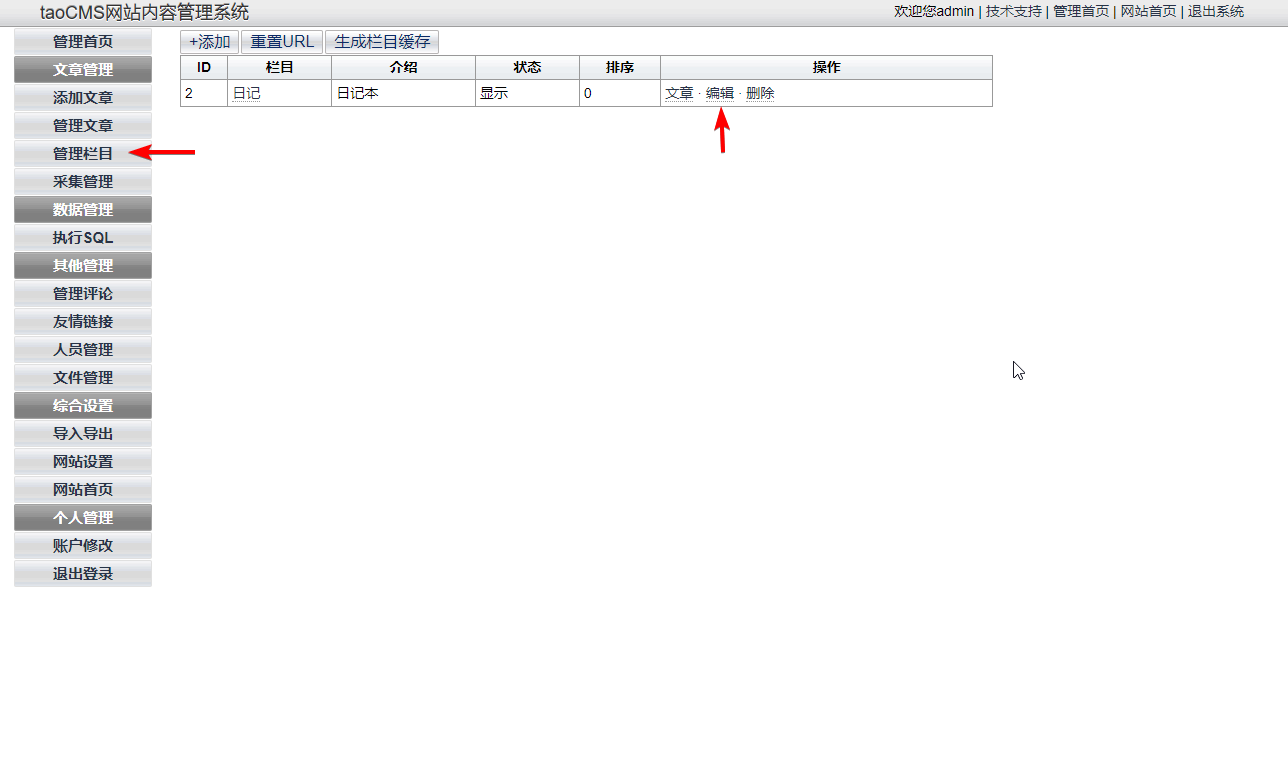 taoCMS网站内容管理系统
欢迎您admin | 技术支持 | 管理首页 | 网站首页 | 退出系统
管理首页
文章管理
添加文章
管理文章
管理栏目
采集管理
数据管理
执行SQL
其他管理
管理评论
友情链接
人员管理
文件管理
综合设置
导入导出
网站设置
网站首页
个人管理
账户修改
退出登录
+添加 重置URL 生成栏目缓存
ID 栏目 介绍 状态 排序 操作
2 日记 日记本 显示 0 文章 · 编辑 · 删除